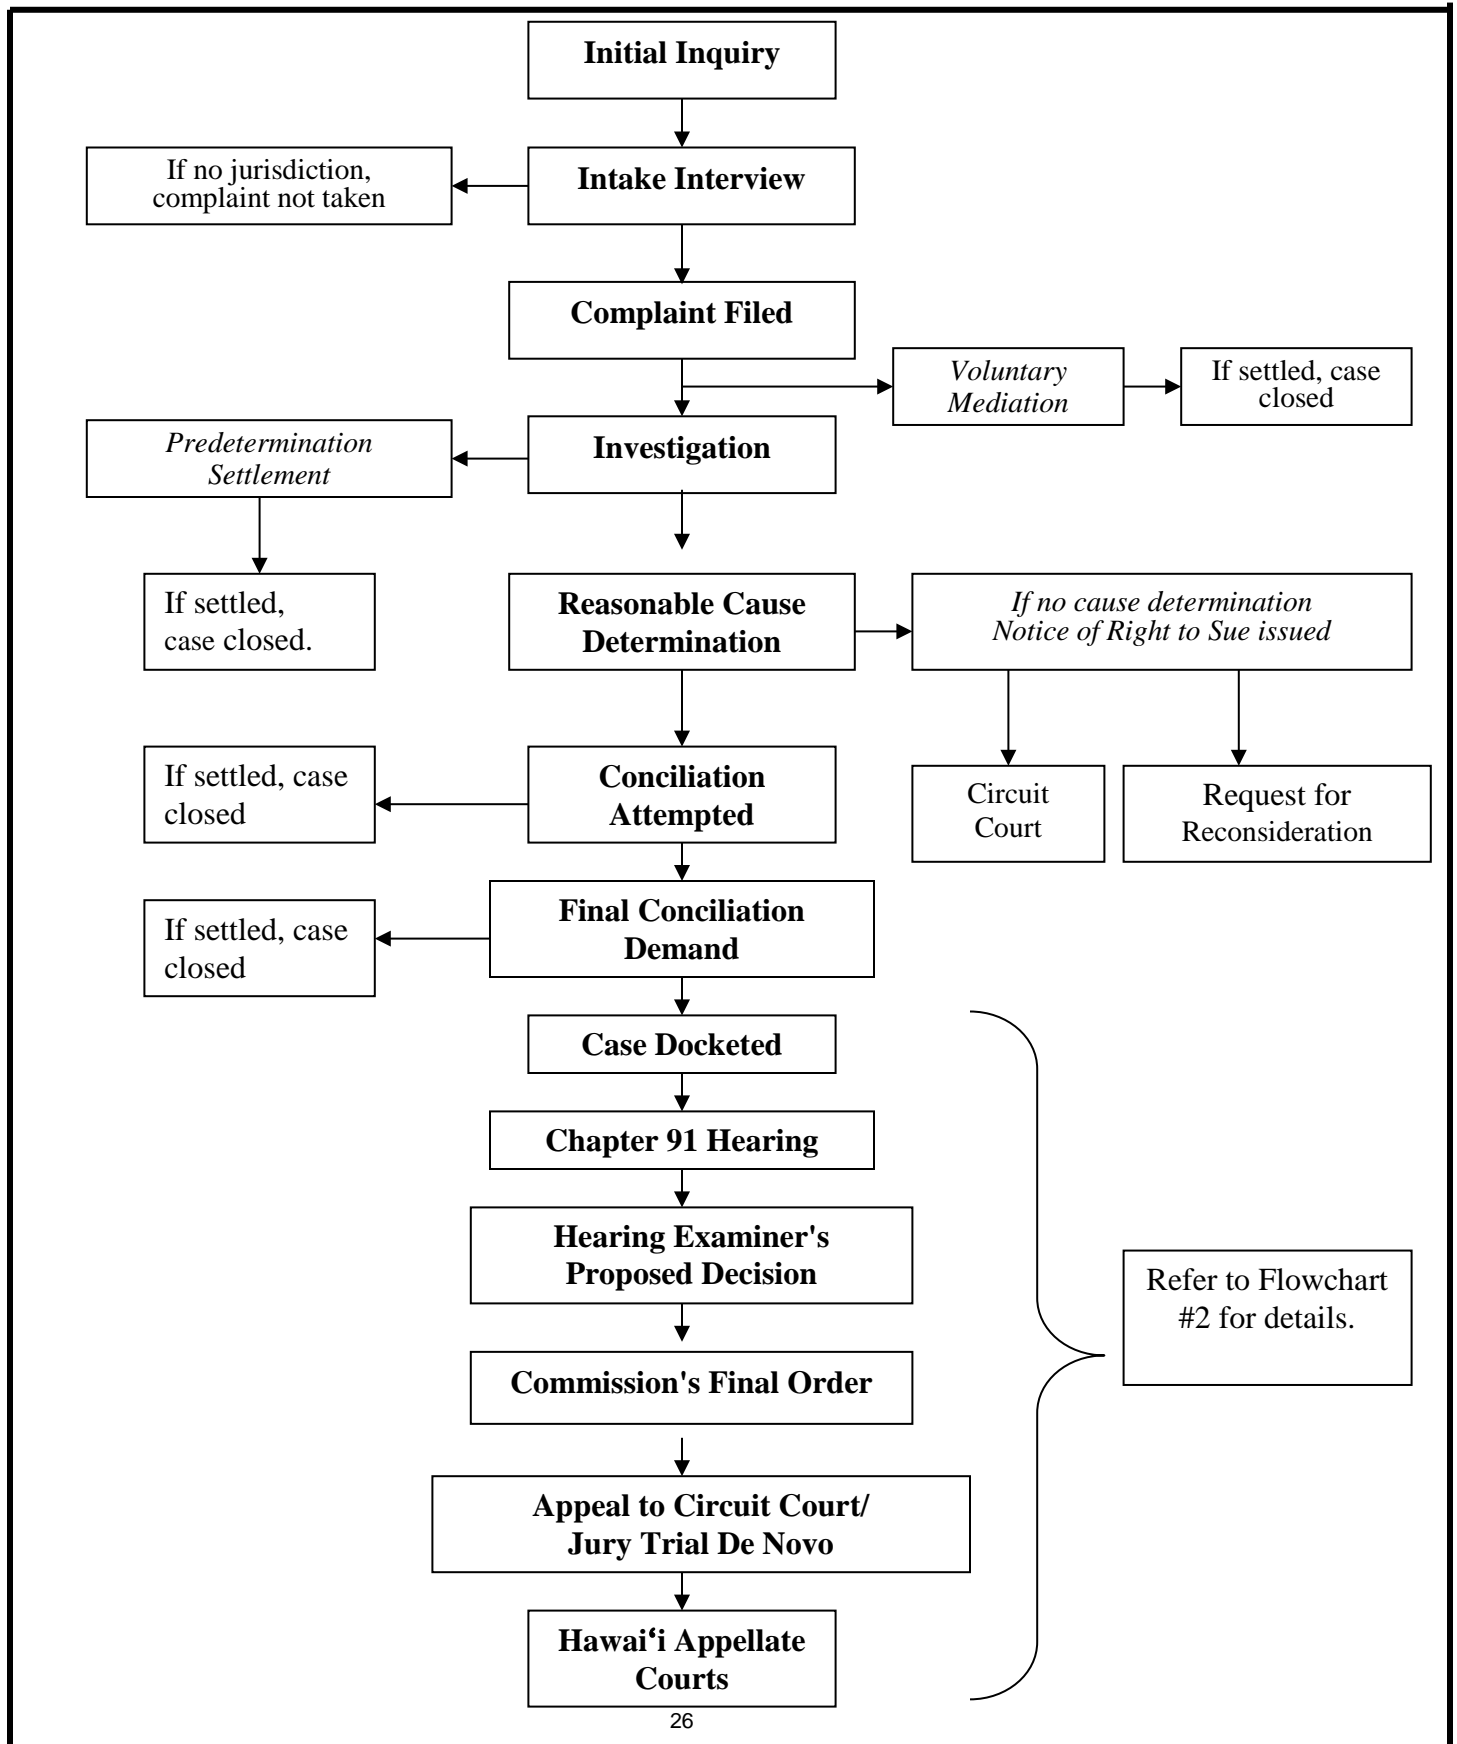 Initial Inquiry
If no jurisdiction,
complaint not taken
Intake Interview
Complaint Filed
Voluntary
Mediation
If settled, case
closed
Predetermination
Settlement
Investigation
If settled,
case closed.
Reasonable Cause
Determination
If no cause determination
Notice of Right to Sue issued
If settled, case
closed
Conciliation
Attempted
Circuit
Court
Request for
Reconsideration
If settled, case
closed
Final Conciliation
Demand
Case Docketed
Chapter 91 Hearing
Hearing Examiner's
Proposed Decision
Refer to Flowchart
#2 for details.
Commission's Final Order
Appeal to Circuit Court/
Jury Trial De Novo
Hawaiʻi Appellate
Courts
26